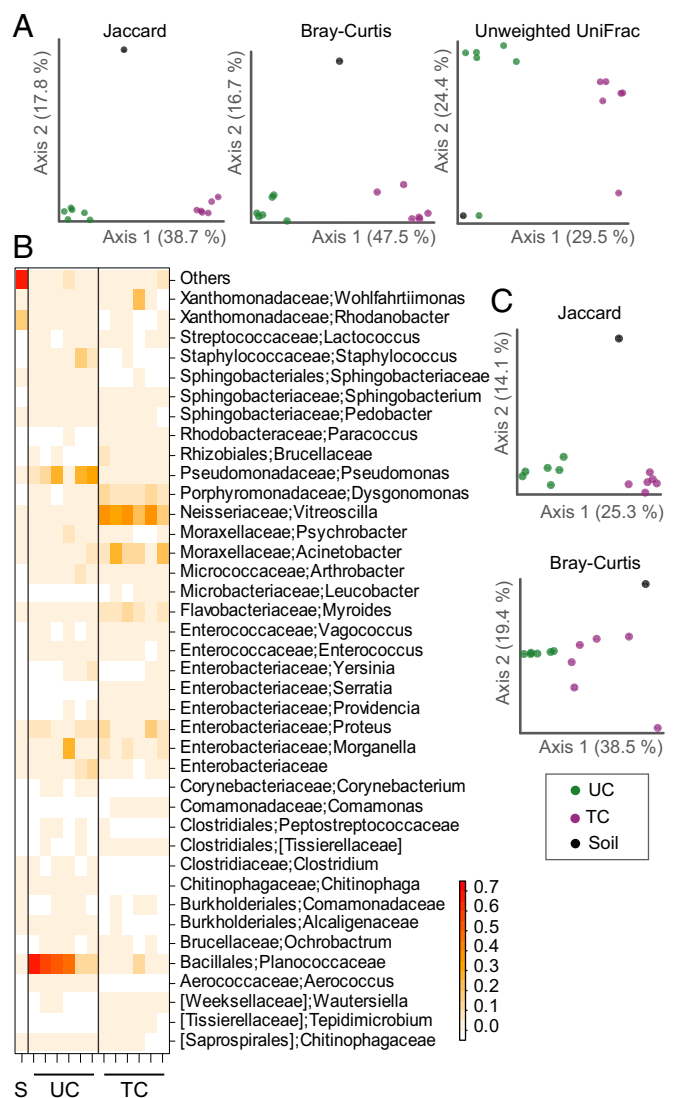 A
Jaccard
Axis 2 (17.8 %)
Axis 1 (38.7 %)
Bray-Curtis
Axis 2 (16.7 %)
Axis 1 (47.5 %)
Unweighted UniFrac
Axis 2 (24.4 %)
Axis 1 (29.5 %)
B
Others
Xanthomonadaceae;Wohlfahrtiimonas
Xanthomonadaceae;Rhodanobacter
Streptococcaceae;Lactococcus
Staphylococcaceae;Staphylococcus
Sphingobacteriales;Sphingobacteriaceae
Sphingobacteriaceae;Sphingobacterium
Sphingobacteriaceae;Pedobacter
Rhodobacteraceae;Paracoccus
Rhizobiales;Brucellaceae
Pseudomonadaceae;Pseudomonas
Porphyromonadaceae;Dysgonomonas
Neisseriaceae;Vitreoscilla
Moraxellaceae;Psychrobacter
Moraxellaceae;Acinetobacter
Micrococcaceae;Arthrobacter
Microbacteriaceae;Leucobacter
Flavobacteriaceae;Myroides
Enterococcaceae;Vagococcus
Enterococcaceae;Enterococcus
Enterobacteriaceae;Yersinia
Enterobacteriaceae;Serratia
Enterobacteriaceae;Providencia
Enterobacteriaceae;Proteus
Enterobacteriaceae;Morganella
Enterobacteriaceae
Corynebacteriaceae;Corynebacterium
Comamonadaceae;Comamonas
Clostridiales;Peptostreptococcaceae
Clostridiales;[Tissierellaceae]
Clostridiaceae;Clostridium
Chitinophagaceae;Chitinophaga
Burkholderiales;Comamonadaceae
Burkholderiales;Alcaligenaceae
Brucellaceae;Ochrobactrum
Bacillales;Planococcaceae
Aerococcaceae;Aerococcus
[Weeksellaceae];Wautersiella
[Tissierellaceae];Tepidimicrobium
[Saprospirales];Chitinophagaceae
S UC TC
0.7
0.6
0.5
0.4
0.3
0.2
0.1
0.0
C
Jaccard
Axis 2 (14.1 %)
Axis 1 (25.3 %)
Bray-Curtis
Axis 2 (19.4 %)
Axis 1 (38.5 %)
UC
TC
Soil